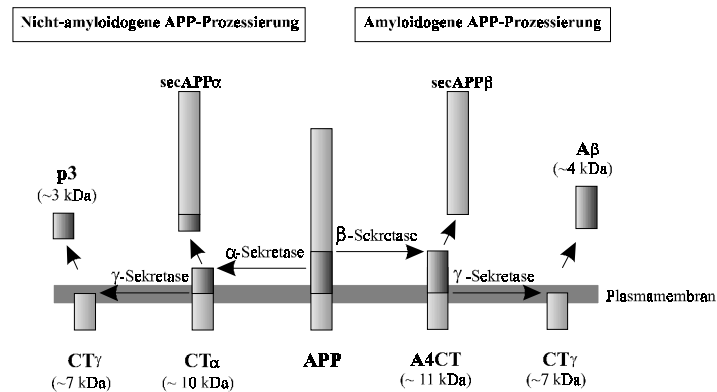 Nicht-amyloidogene APP-Prozessierung
Amyloidogene APP-Prozessierung
secAPPα
secAPPβ
p3
(~3 kDa)
Aβ
(~4 kDa)
α-Sekretase
β-Sekretase
γ-Sekretase
γ-Sekretase
Plasmamembran
CTγ
(~7 kDa)
CTα
(~ 10 kDa)
APP
A4CT
(~ 11 kDa)
CTγ
(~7 kDa)